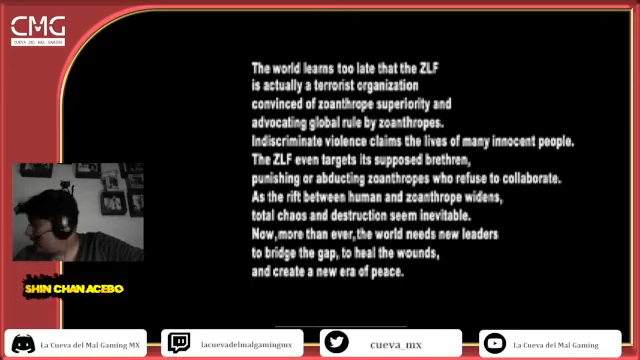 CMG
CUEVA DEL MAL GAMING
The world learns too late that the ZLF
is actually a terrorist organization
convinced of zoanthrope superiority and
advocating global rule by zoanthropes.
Indiscriminate violence claims the lives of many innocent people.
The ZLF even targets its supposed brethren,
punishing or abducting zoanthropes who refuse to collaborate.
As the rift between human and zoanthrope widens,
total chaos and destruction seem inevitable.
Now, more than ever, the world needs new leaders
to bridge the gap, to heal the wounds,
and create a new era of peace.
SHIN CHAN ACEBO
La Cueva del Mal Gaming MX
lacuevadelmalgamingmx
cueva_mx
La Cueva del Mal Gaming